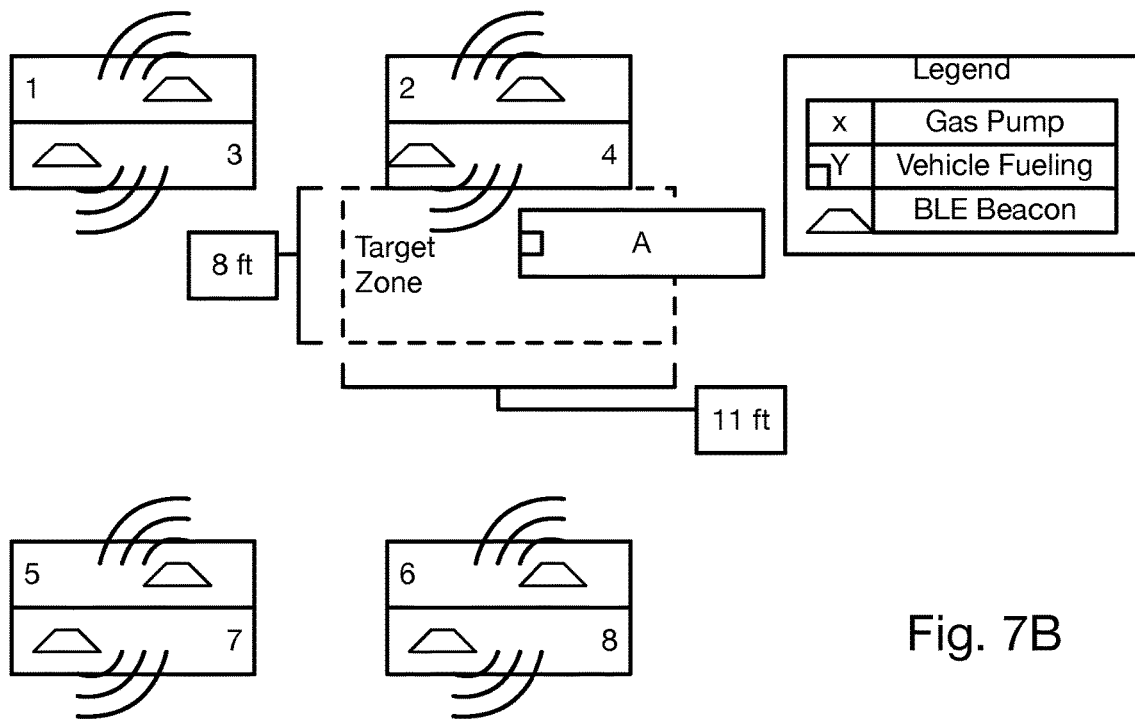 1
2
Legend
x Gas Pump
3
4
Y Vehicle Fueling
BLE Beacon
A
Target
Zone
8 ft
11 ft
5
6
7
8
Fig. 7B